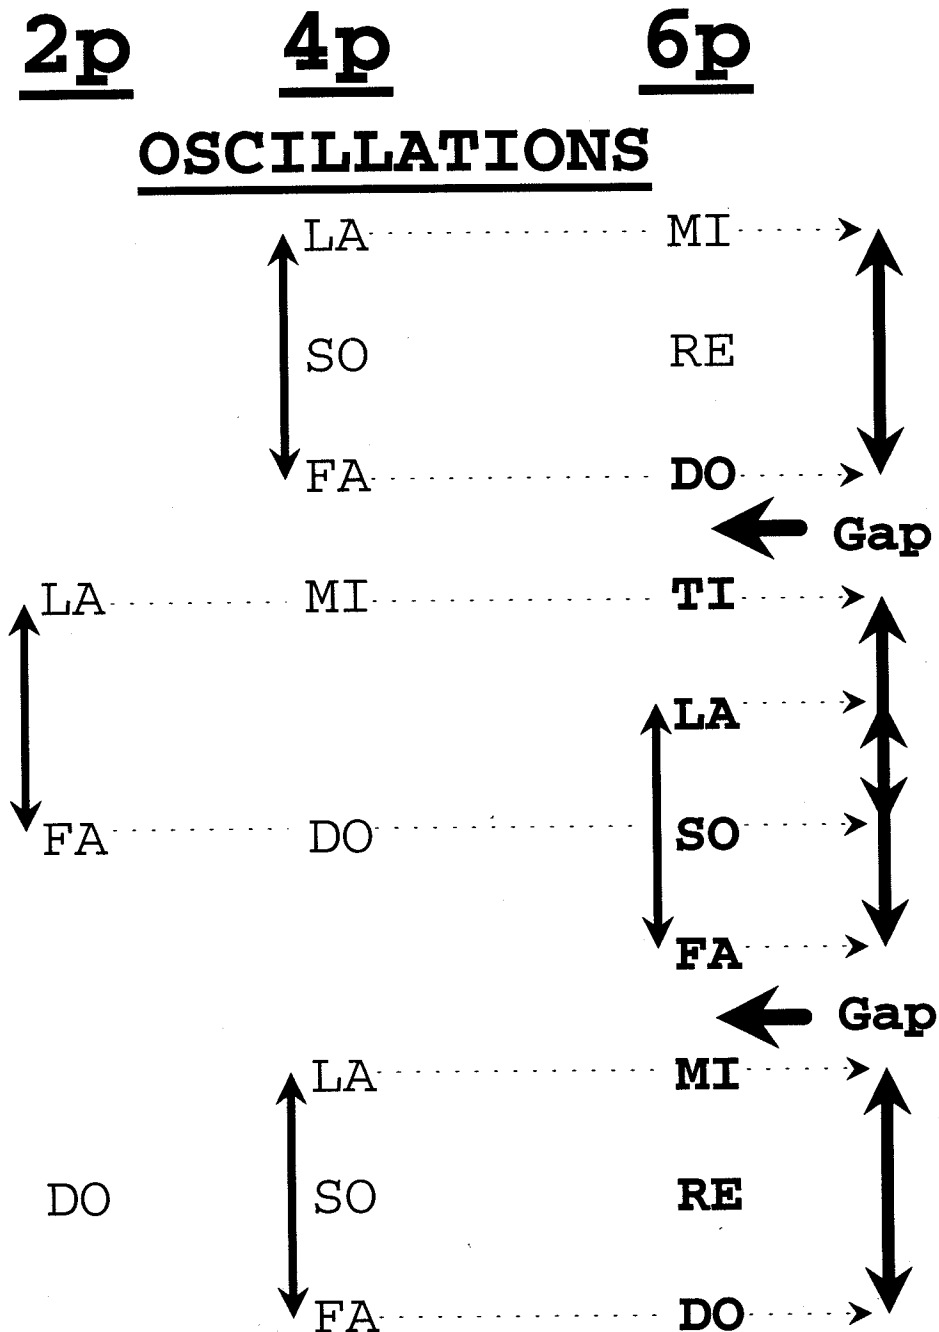 2p 4p 6p
OSCILLATIONS
LA MI
SO RE
FA DO
Gap
LA MI TI
LA
FA DO SO
FA
Gap
LA MI
DO SO RE
FA DO